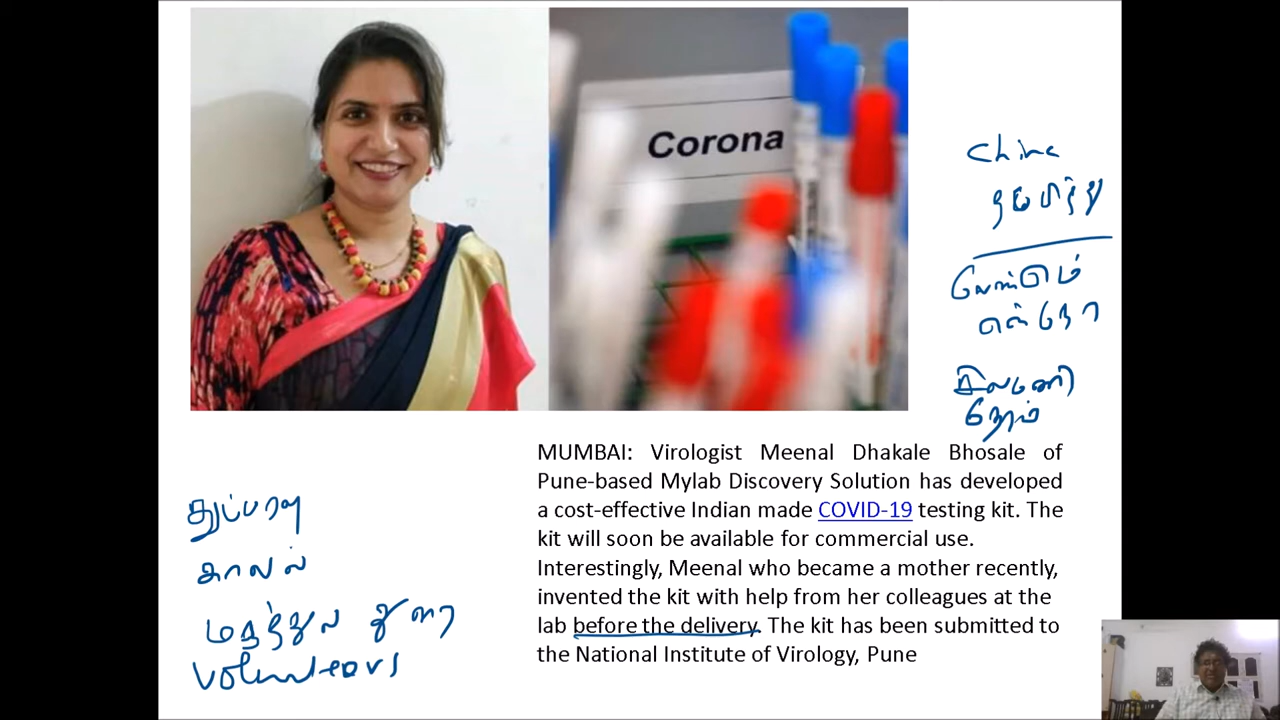 Corona
China
MUMBAI: Virologist Meenal Dhakale Bhosale of
Pune-based Mylab Discovery Solution has developed
a cost-effective Indian made COVID-19 testing kit. The
kit will soon be available for commercial use.
Interestingly, Meenal who became a mother recently,
invented the kit with help from her colleagues at the
lab before the delivery. The kit has been submitted to
the National Institute of Virology, Pune
துப்பரவு
காவல்
மருத்துவ துறை
volunteers